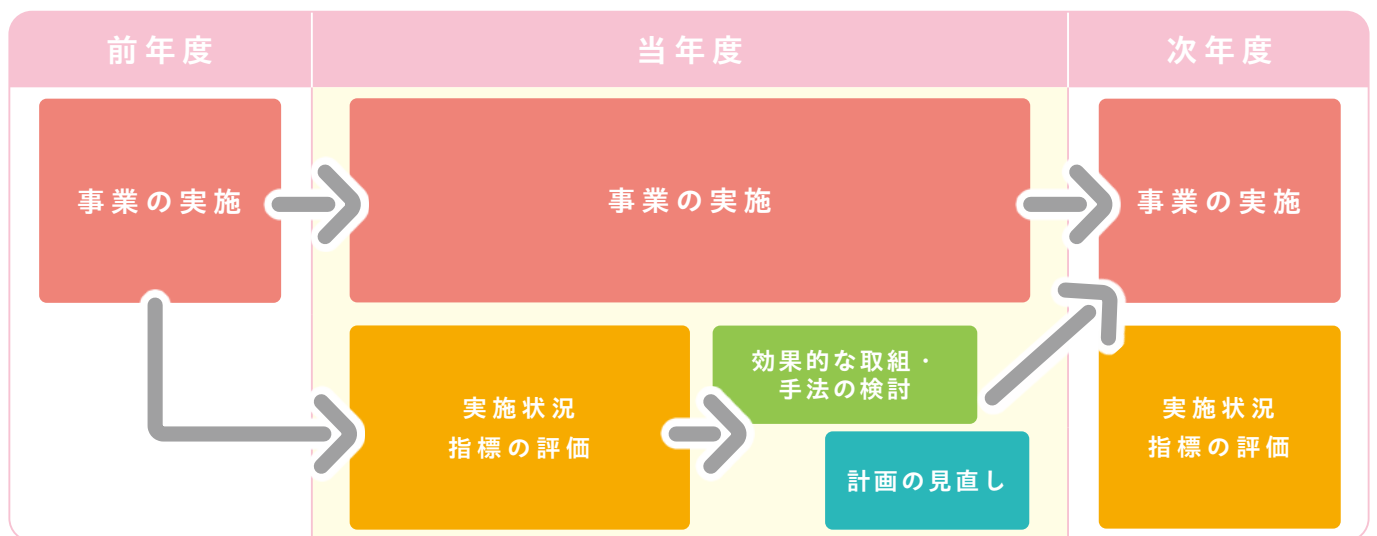 前年度
当年度
次年度
事業の実施
事業の実施
事業の実施
実施状況
指標の評価
効果的な取組・
手法の検討
計画の見直し
実施状況
指標の評価